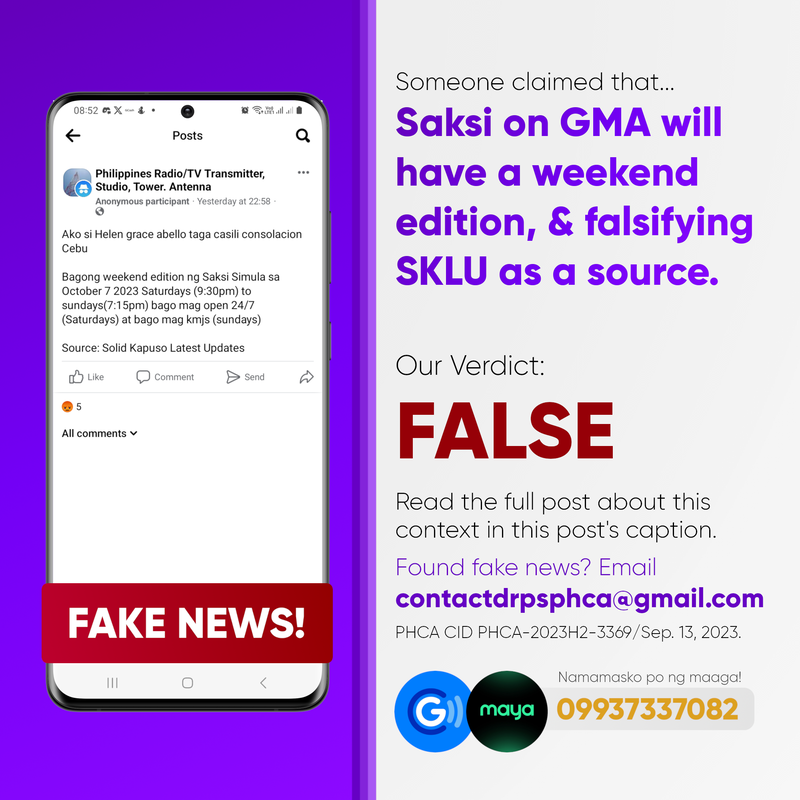 08:52
Posts
Philippines Radio/TV Transmitter,
Studio, Tower. Antenna
Anonymous participant · Yesterday at 22:58 ·
Ako si Helen grace abello taga casili consolacion
Cebu
Bagong weekend edition ng Saksi Simula sa
October 7 2023 Saturdays (9:30pm) to
sundays(7:15pm) bago mag open 24/7
(Saturdays) at bago mag kmjs (sundays)
Source: Solid Kapuso Latest Updates
Like Comment Send
5
All comments
FAKE NEWS!
Someone claimed that...
Saksi on GMA will
have a weekend
edition, & falsifying
SKLU as a source.
Our Verdict:
FALSE
Read the full post about this
context in this post's caption.
Found fake news? Email
contactdrpsphca@gmail.com
PHCA CID PHCA-2023H2-3369/Sep. 13, 2023.
Namamasko po ng maaga!
G maya 09937337082